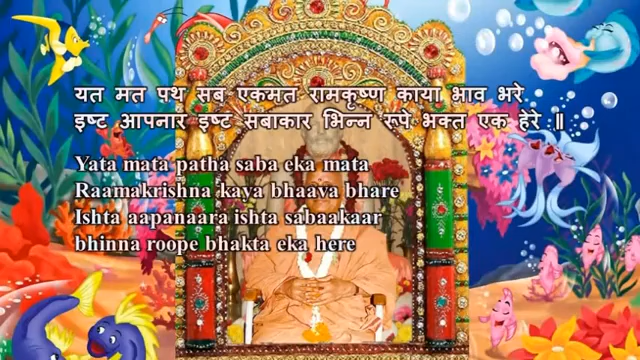 यत मत पथ सब एकमत रामकृष्ण काया भाव भरे
इष्ट आपनार इष्ट सबाकार भिन्न रूपे भक्त एक हेरे ॥
Yata mata patha saba eka mata
Raamakrishna kaya bhaava bhare
Ishta aapanaara ishta sabaakaar
bhinna roope bhakta eka here